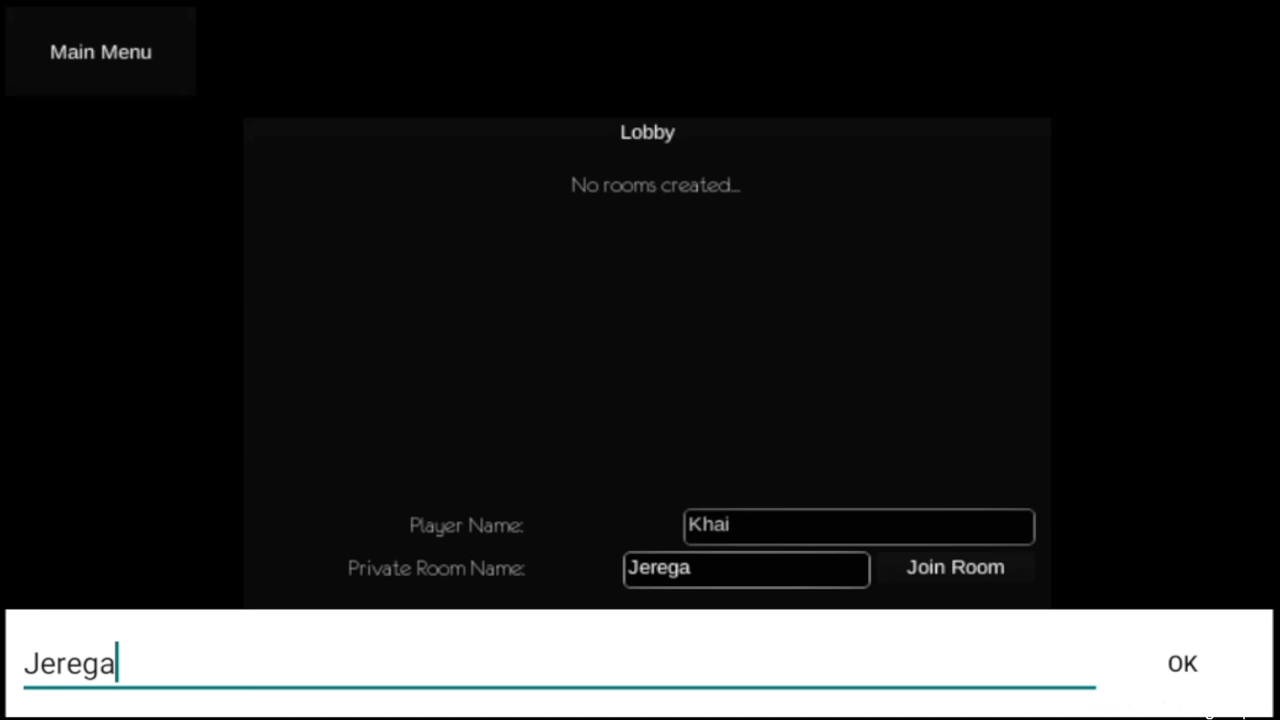 Main Menu
Lobby
No rooms created...
Player Name:
Khai
Private Room Name:
Jerega
Join Room
Jerega
OK